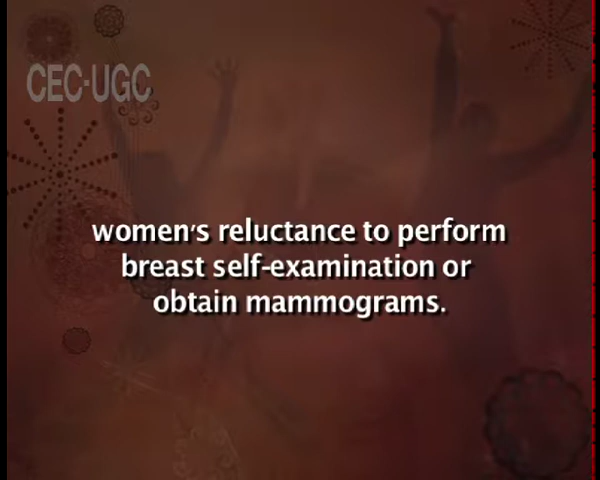 CEC-UGC
women's reluctance to perform
breast self-examination or
obtain mammograms.